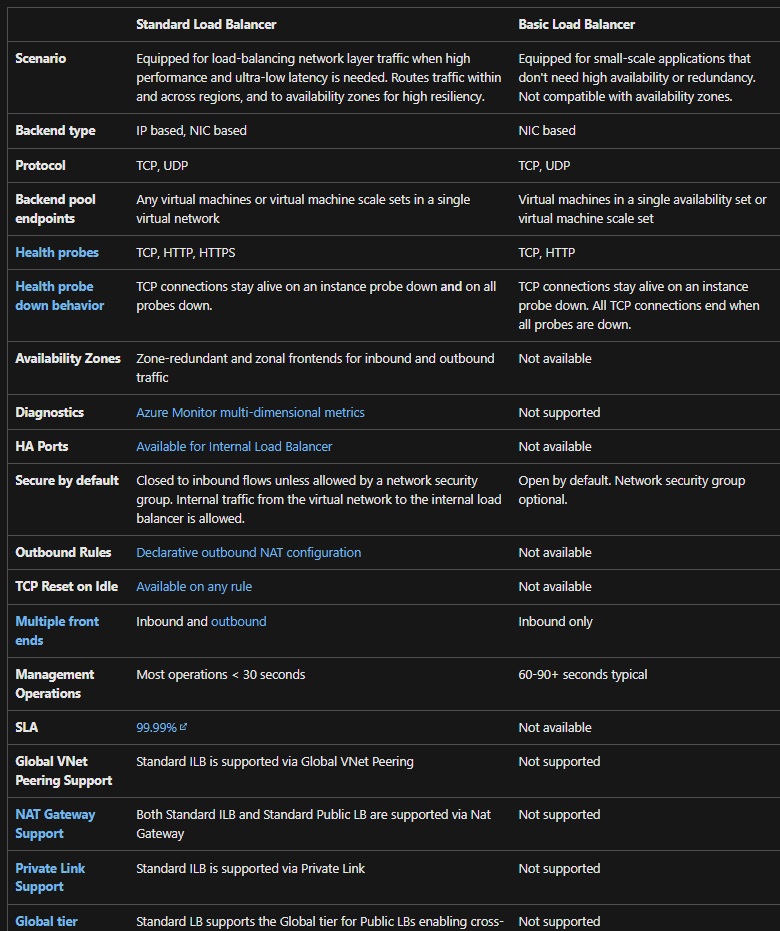 Standard Load Balancer Basic Load Balancer
Scenario Equipped for load-balancing network layer traffic when high Equipped for small-scale applications that
performance and ultra-low latency is needed. Routes traffic within don't need high availability or redundancy.
and across regions, and to availability zones for high resiliency. Not compatible with availability zones.
Backend type IP based, NIC based NIC based
Protocol TCP, UDP TCP, UDP
Backend pool Any virtual machines or virtual machine scale sets in a single Virtual machines in a single availability set or
endpoints virtual network virtual machine scale set
Health probes TCP, HTTP, HTTPS TCP, HTTP
Health probe TCP connections stay alive on an instance probe down and on all TCP connections stay alive on an instance
down behavior probes down. probe down. All TCP connections end when
all probes are down.
Availability Zones Zone-redundant and zonal frontends for inbound and outbound Not available
traffic
Diagnostics Azure Monitor multi-dimensional metrics Not supported
HA Ports Available for Internal Load Balancer Not available
Secure by default Closed to inbound flows unless allowed by a network security Open by default. Network security group
group. Internal traffic from the virtual network to the internal load optional.
balancer is allowed.
Outbound Rules Declarative outbound NAT configuration Not available
TCP Reset on Idle Available on any rule Not available
Multiple front Inbound and outbound Inbound only
ends
Management Most operations < 30 seconds 60-90+ seconds typical
Operations
SLA 99.99% Not available
Global VNet Standard ILB is supported via Global VNet Peering Not supported
Peering Support
NAT Gateway Both Standard ILB and Standard Public LB are supported via Nat Not supported
Support Gateway
Private Link Standard ILB is supported via Private Link Not supported
Support
Global tier Standard LB supports the Global tier for Public LBs enabling cross- Not supported